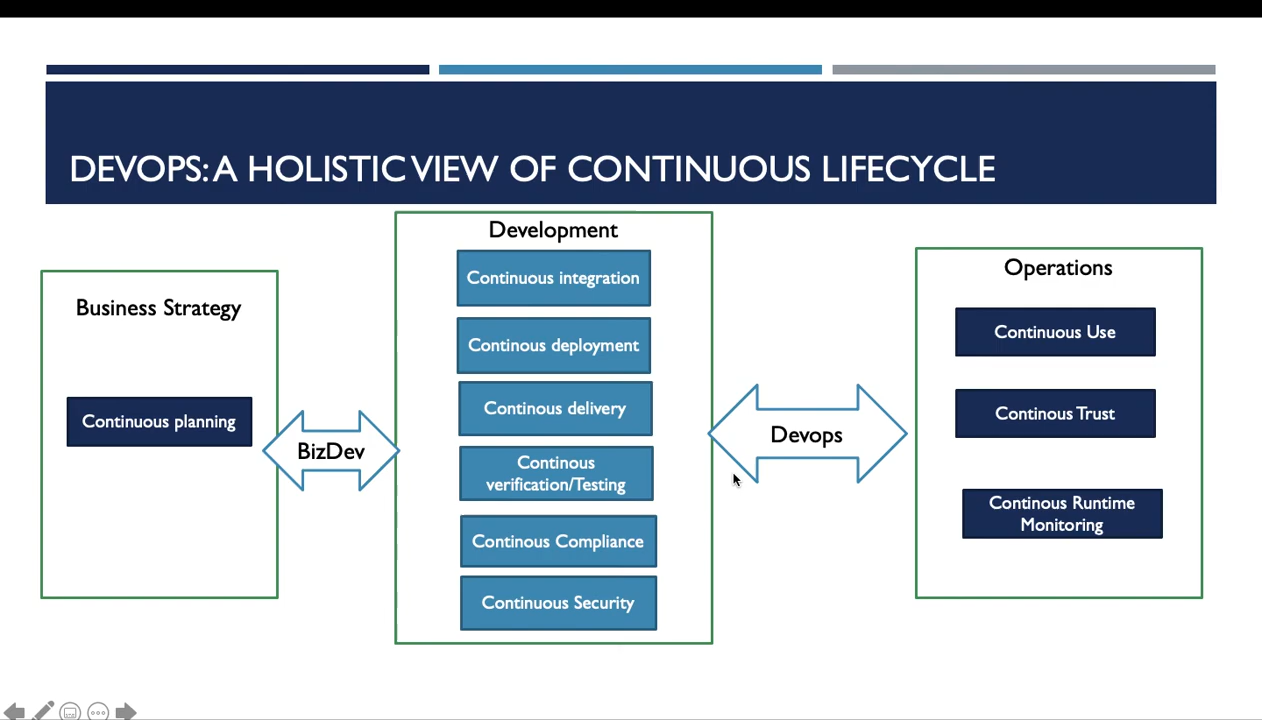 DEVOPS: A HOLISTIC VIEW OF CONTINUOUS LIFECYCLE
Business Strategy
Continuous planning
BizDev
Development
Continuous integration
Continous deployment
Continous delivery
Continous
verification/Testing
Continous Compliance
Continuous Security
Devops
Operations
Continuous Use
Continous Trust
Continous Runtime
Monitoring